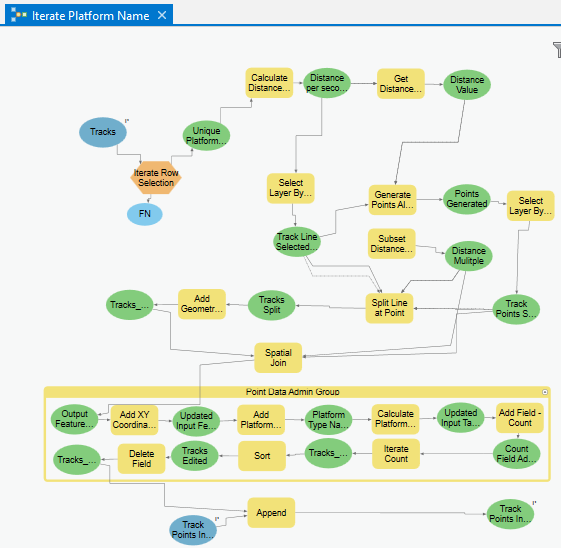 Iterate Platform Name
Calculate
Distance...
Distance
per seco...
Get
Distance...
Distance
Value
Tracks
Unique
Platform...
Iterate Row
Selection
FN
Select
Layer By...
Generate
Points Al...
Points
Generated
Select
Layer By...
Track Line
Selected...
Subset
Distance...
Distance
Mulitple
Tracks_...
Add
Geometr...
Tracks
Split
Split Line
at Point
Track
Points S...
Spatial
Join
Point Data Admin Group
Output
Feature...
Add XY
Coordina...
Updated
Input Fe...
Add
Platform...
Platform
Type Na...
Calculate
Platform...
Updated
Input Ta...
Add Field -
Count
Tracks_...
Delete
Field
Tracks
Edited
Sort
Tracks_...
Iterate
Count
Count
Field Ad...
Append
Track
Points In...
Track
Points In...